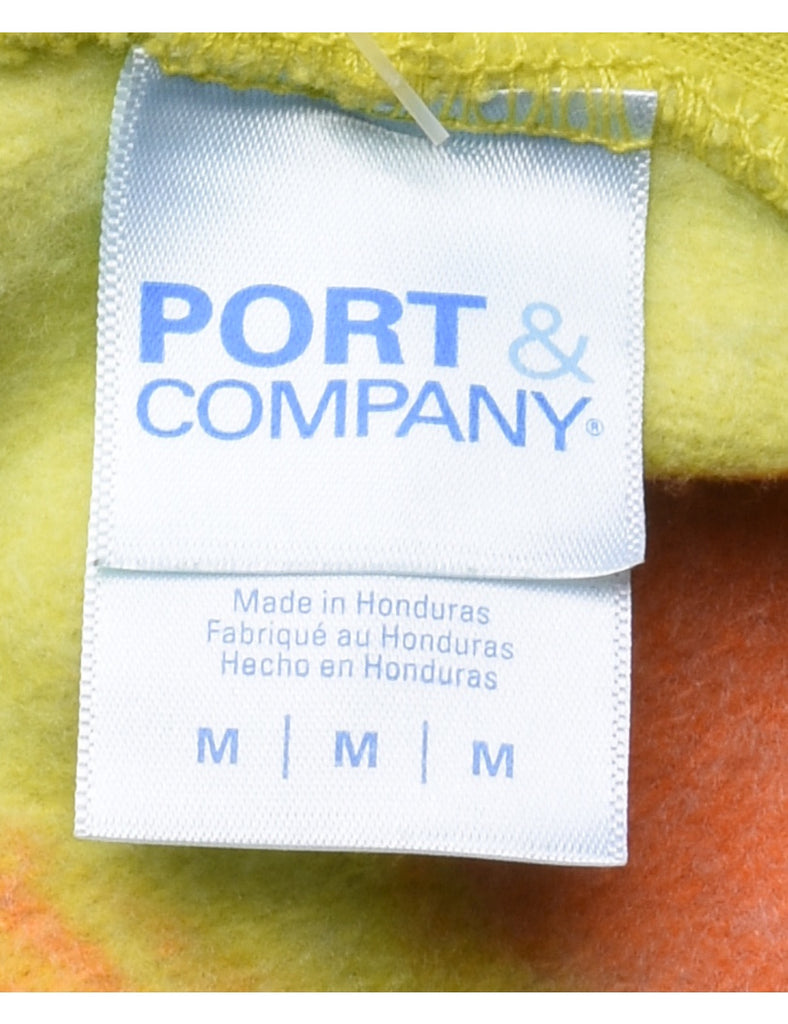 PORT &
COMPANY®
Made in Honduras
Fabriqué au Honduras
Hecho en Honduras
M | M | M